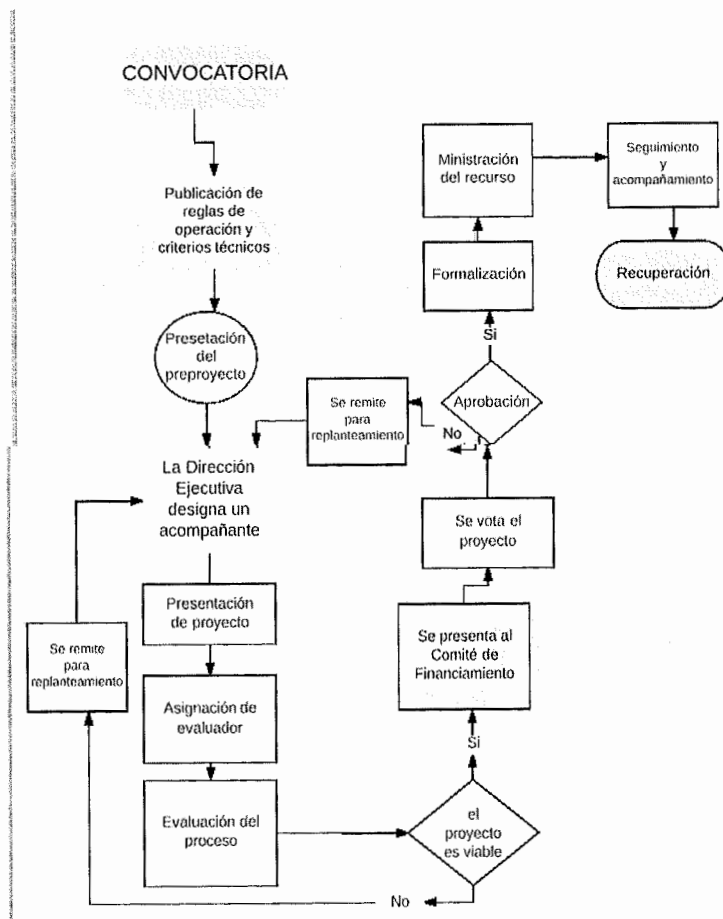 CONVOCATORIA
Publicación de
reglas de
operación y
criterios técnicos
Presetación
del
preproyecto
La Dirección
Ejecutiva
designa un
acompañante
Presentación
de proyecto
Asignación de
evaluador
Evaluación del
proceso
el
proyecto
es viable
No
Se remite
para
replanteamiento
Si
Se presenta al
Comité de
Financiamiento
Se vota el
proyecto
Aprobación
No
Se remite
para
replanteamiento
Si
Formalización
Ministración
del recurso
Seguimiento
y
acompañamiento
Recuperación